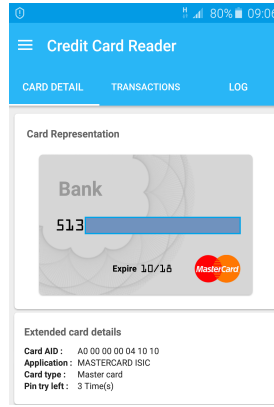 H 80% 09:06
Credit Card Reader
CARD DETAIL TRANSACTIONS LOG
Card Representation
Bank
513
Expire 10/18
MasterCard
Extended card details
Card AID : A0 00 00 00 04 10 10
Application : MASTERCARD ISIC
Card type : Master card
Pin try left : 3 Time(s)